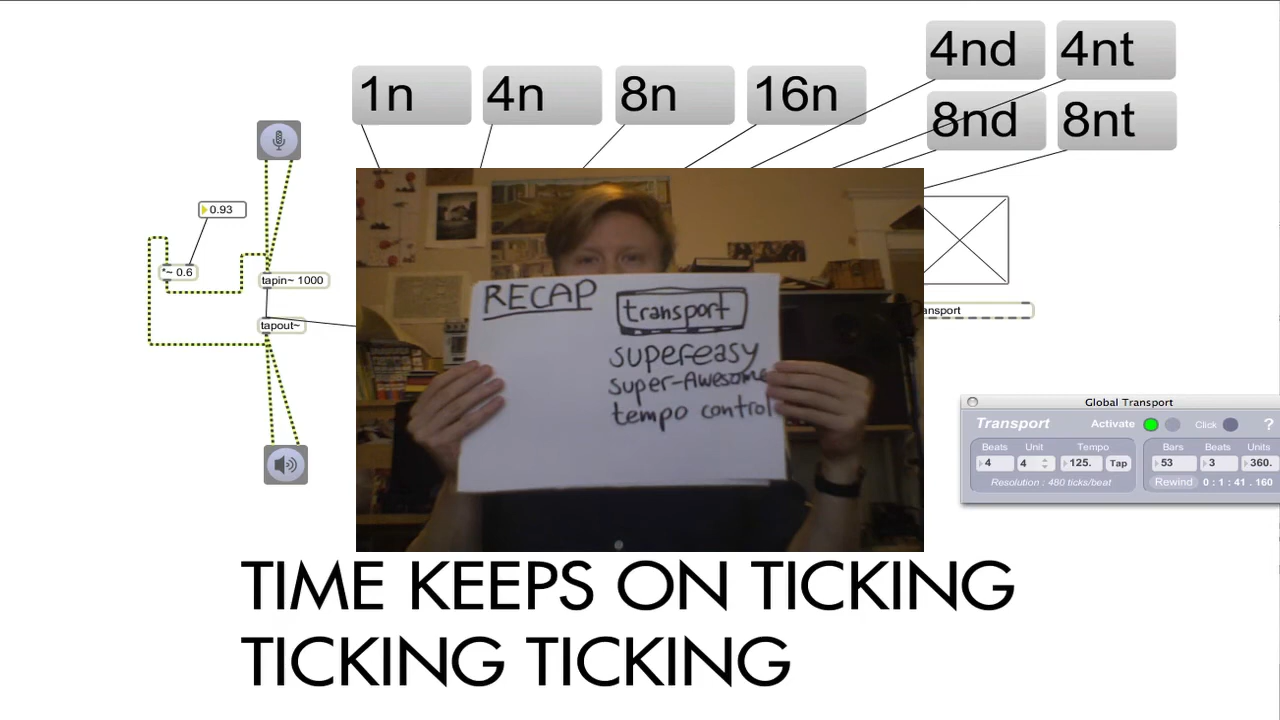 4nd
4nt
1n
4n
8n
16n
8nd
8nt
0.93
*~ 0.6
tapin~ 1000
tapout~
RECAP
transport
supereasy
super-Awesome
tempo control
ansport
Global Transport
Transport
Activate
Click
?
Beats
Unit
Tempo
Bars
Beats
Units
4
4
125.
Tap
53
3
360.
Resolution : 480 ticks/beat
Rewind
0 : 1 : 41 . 160
TIME KEEPS ON TICKING
TICKING TICKING